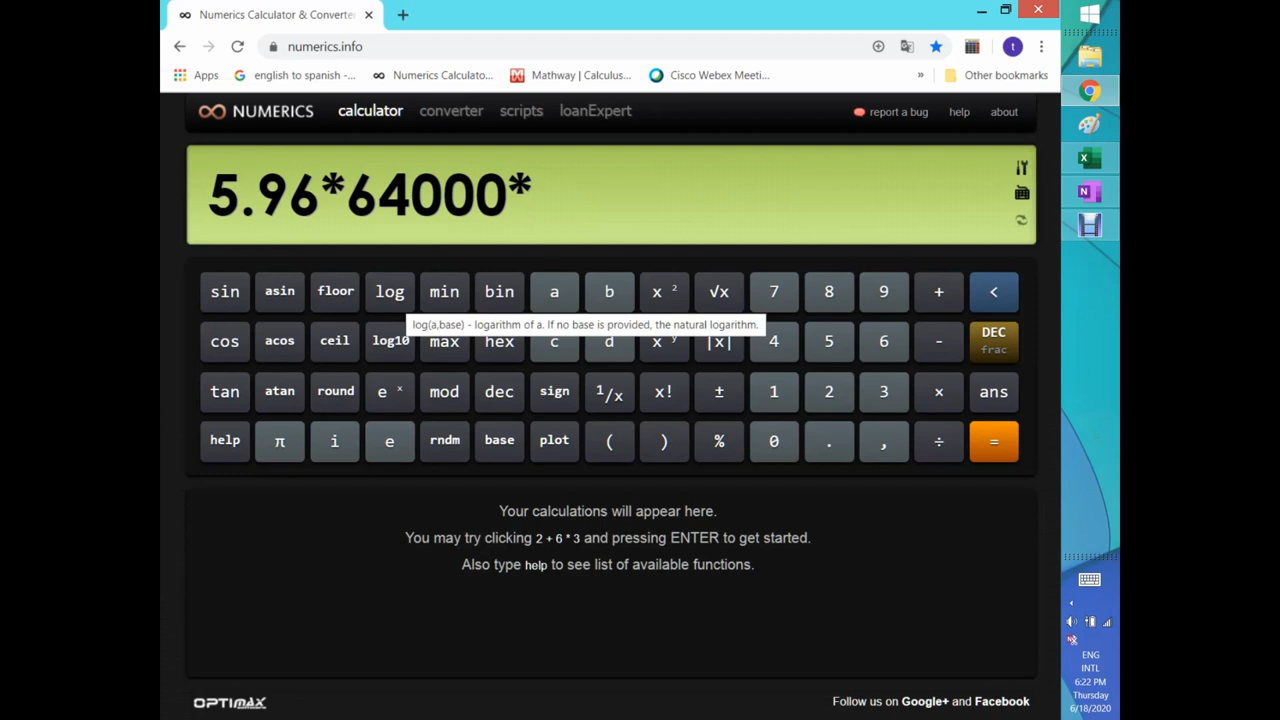 Numerics Calculator & Converter
numerics.info
t
Apps
english to spanish -...
Numerics Calculato...
Mathway | Calculus...
Cisco Webex Meeti...
»
Other bookmarks
NUMERICS
calculator
converter
scripts
loanExpert
report a bug
help
about
5.96*64000*
sin asin floor log min bin a b x ² √x 7 8 9 + <
log(a,base) - logarithm of a. If no base is provided, the natural logarithm.
cos acos ceil log10 max hex c d x ʸ |x| 4 5 6 - DEC
frac
tan atan round e ˣ mod dec sign 1/x x! ± 1 2 3 × ans
help π i e rndm base plot ( ) % 0 . , ÷ =
Your calculations will appear here.
You may try clicking 2 + 6 * 3 and pressing ENTER to get started.
Also type help to see list of available functions.
OPTIMAX
Follow us on Google+ and Facebook
ENG
INTL
6:22 PM
Thursday
6/18/2020